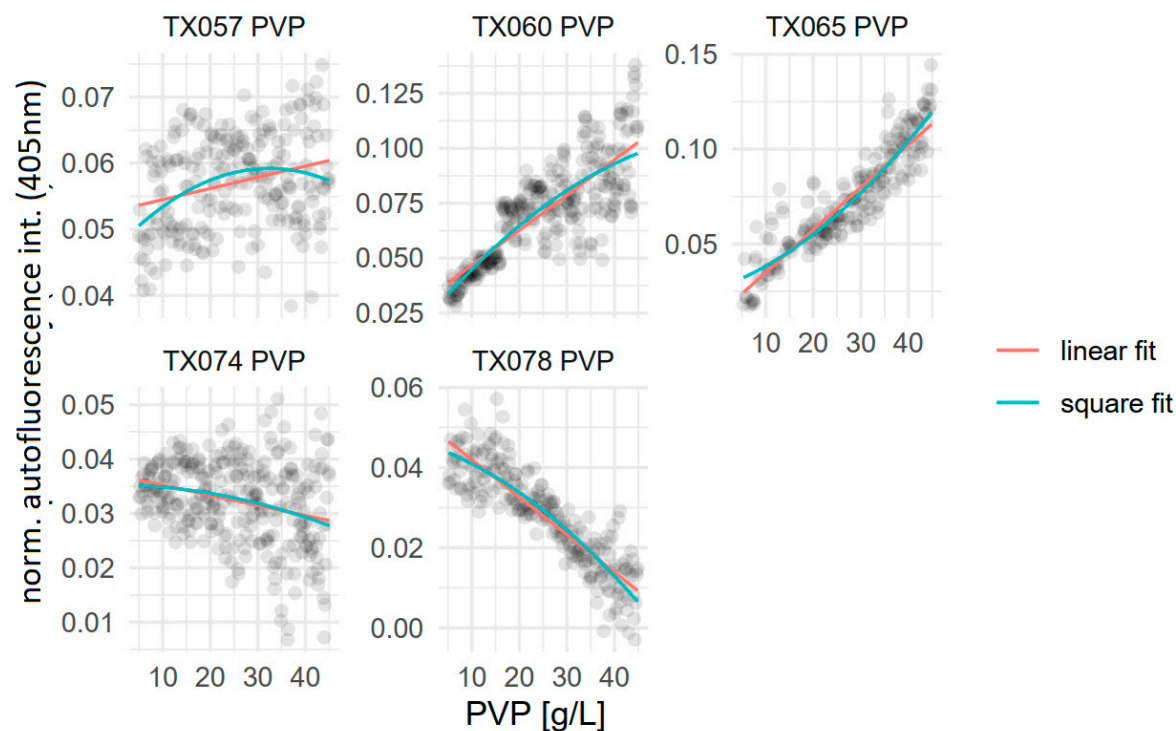 TX057 PVP
TX060 PVP
TX065 PVP
norm. autofluorescence int. (405nm)
0.07
0.06
0.05
0.04
0.125
0.100
0.075
0.050
0.025
0.15
0.10
0.05
10 20 30 40
TX074 PVP
TX078 PVP
0.05
0.04
0.03
0.02
0.01
0.06
0.04
0.02
0.00
10 20 30 40
10 20 30 40
PVP [g/L]
linear fit
square fit